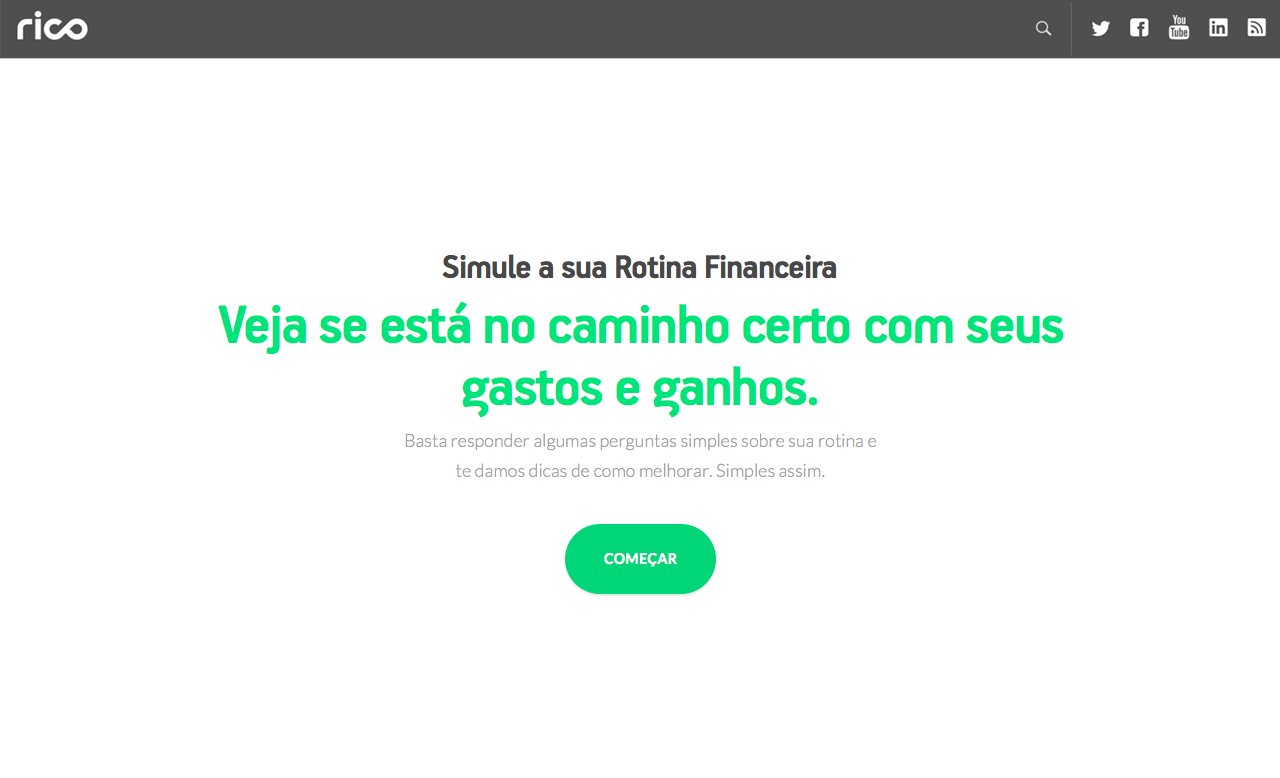 rico
You
Tube
in
Simule a sua Rotina Financeira
Veja se está no caminho certo com seus
gastos e ganhos.
Basta responder algumas perguntas simples sobre sua rotina e
te damos dicas de como melhorar. Simples assim.
COMEÇAR